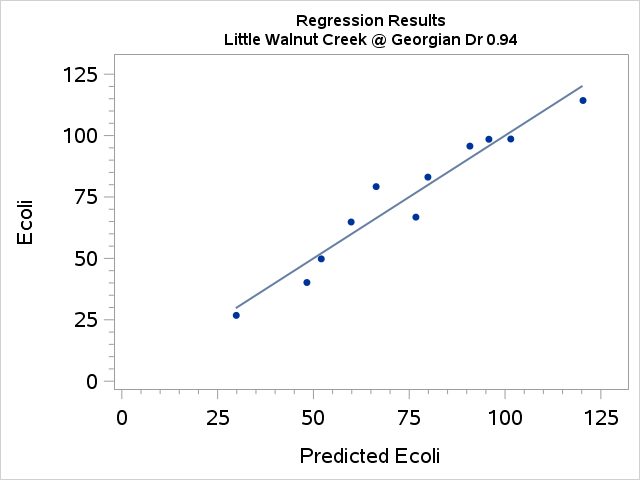 Regression Results
Little Walnut Creek @ Georgian Dr 0.94
125
100
75
50
25
0
Ecoli
0 25 50 75 100 125
Predicted Ecoli